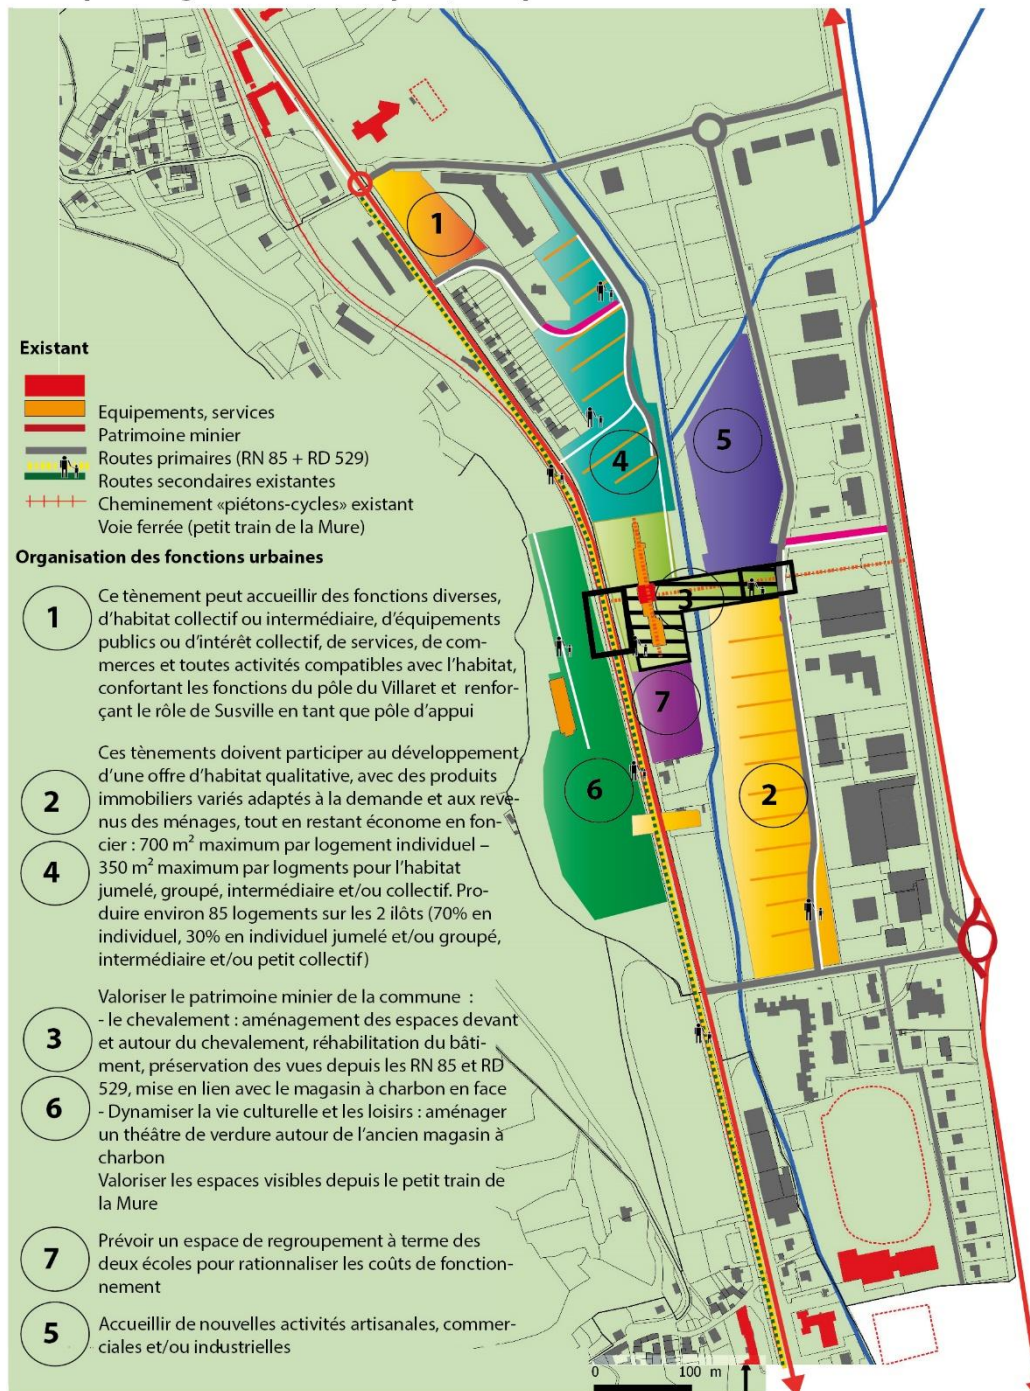 1
4
5
3
7
6
2
Existant
Equipements, services
Patrimoine minier
Routes primaires (RN 85 + RD 529)
Routes secondaires existantes
Cheminement «piétons-cycles» existant
Voie ferrée (petit train de la Mure)
Organisation des fonctions urbaines
1
Ce tènement peut accueillir des fonctions diverses,
d'habitat collectif ou intermédiaire, d'équipements
publics ou d'intérêt collectif, de services, de com-
merces et toutes activités compatibles avec l'habitat,
confortant les fonctions du pôle du Villaret et renfor-
çant le rôle de Susville en tant que pôle d'appui
2
4
Ces tènements doivent participer au développement
d'une offre d'habitat qualitative, avec des produits
immobiliers variés adaptés à la demande et aux reve-
nus des ménages, tout en restant économe en fon-
cier : 700 m² maximum par logement individuel –
350 m² maximum par logments pour l'habitat
jumelé, groupé, intermédiaire et/ou collectif. Pro-
duire environ 85 logements sur les 2 ilôts (70% en
individuel, 30% en individuel jumelé et/ou groupé,
intermédiaire et/ou petit collectif)
3
6
Valoriser le patrimoine minier de la commune :
- le chevalement : aménagement des espaces devant
et autour du chevalement, réhabilitation du bâti-
ment, préservation des vues depuis les RN 85 et RD
529, mise en lien avec le magasin à charbon en face
- Dynamiser la vie culturelle et les loisirs : aménager
un théâtre de verdure autour de l'ancien magasin à
charbon
Valoriser les espaces visibles depuis le petit train de
la Mure
7
Prévoir un espace de regroupement à terme des
deux écoles pour rationnaliser les coûts de fonction-
nement
5
Accueillir de nouvelles activités artisanales, commer-
ciales et/ou industrielles
0 100 m